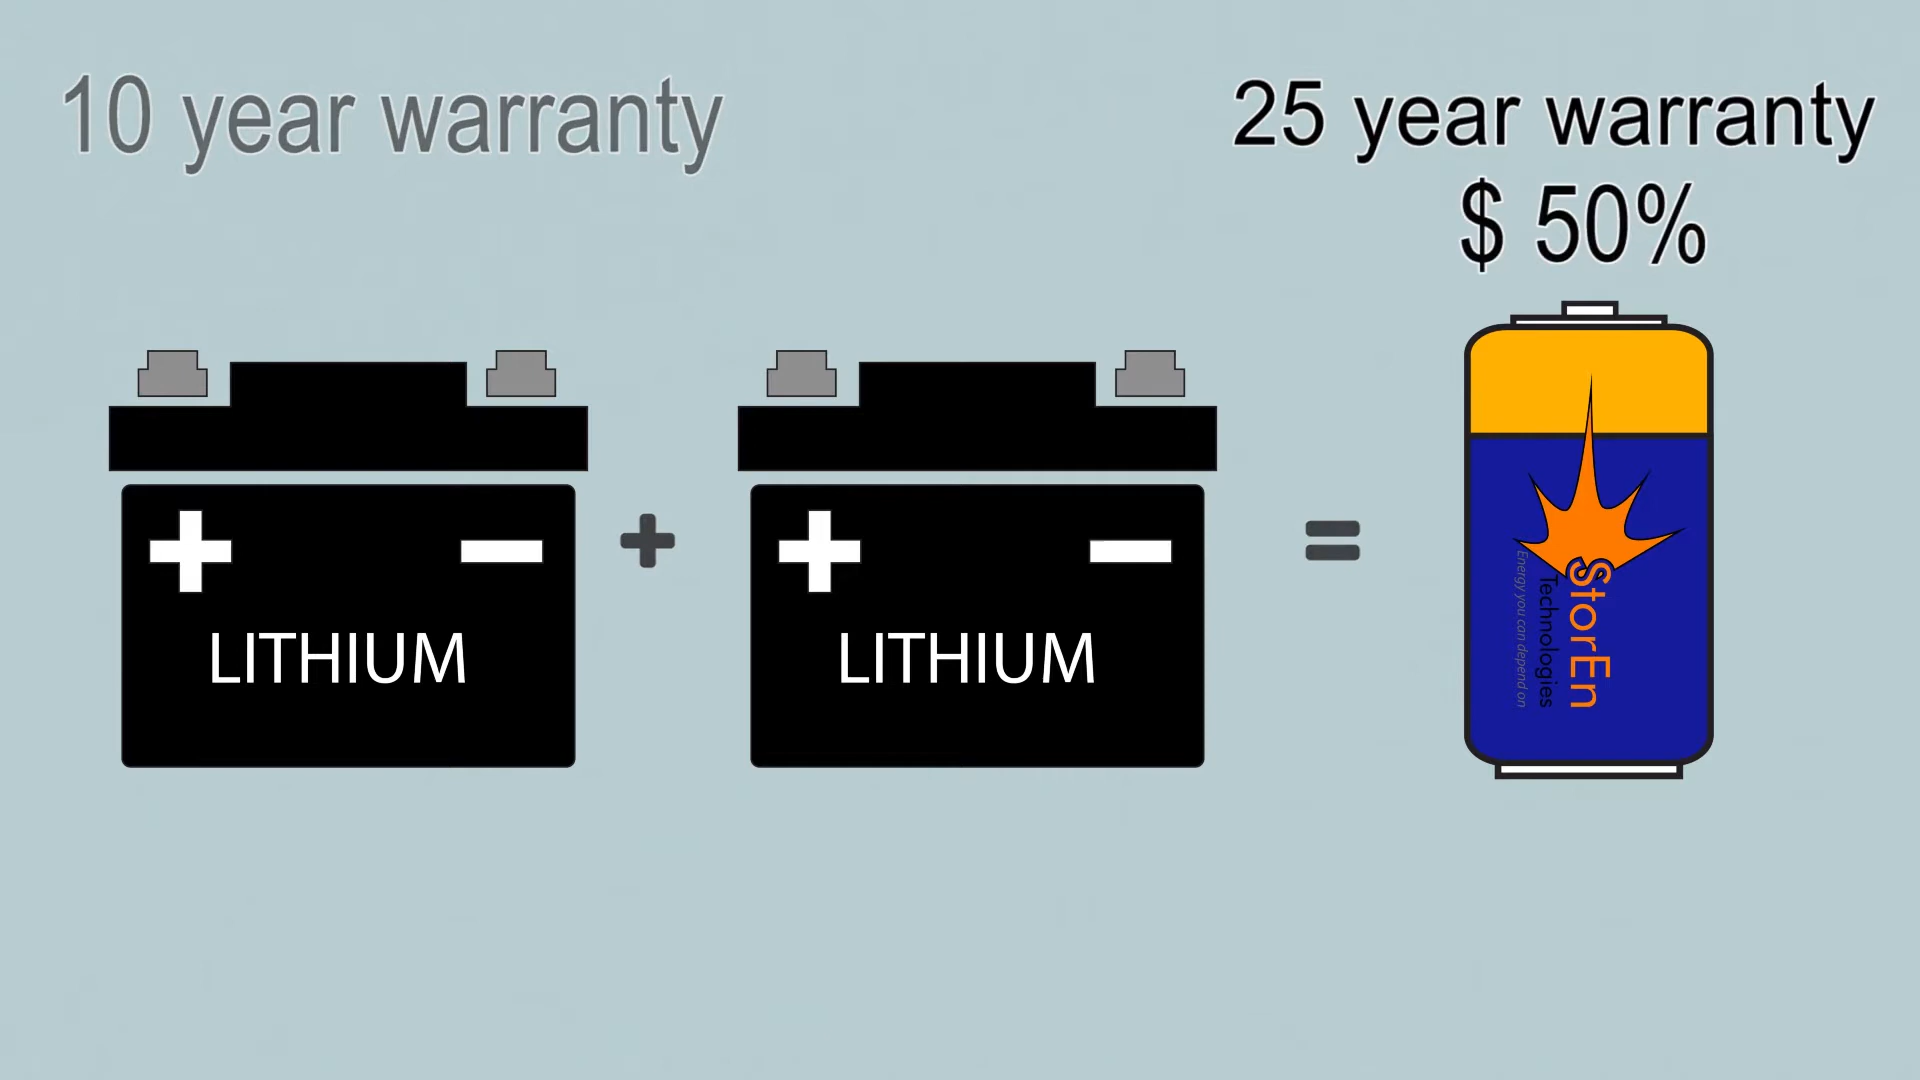 10 year warranty
25 year warranty
$ 50%
LITHIUM
LITHIUM
StorEn
Technologies
Energy you can depend on